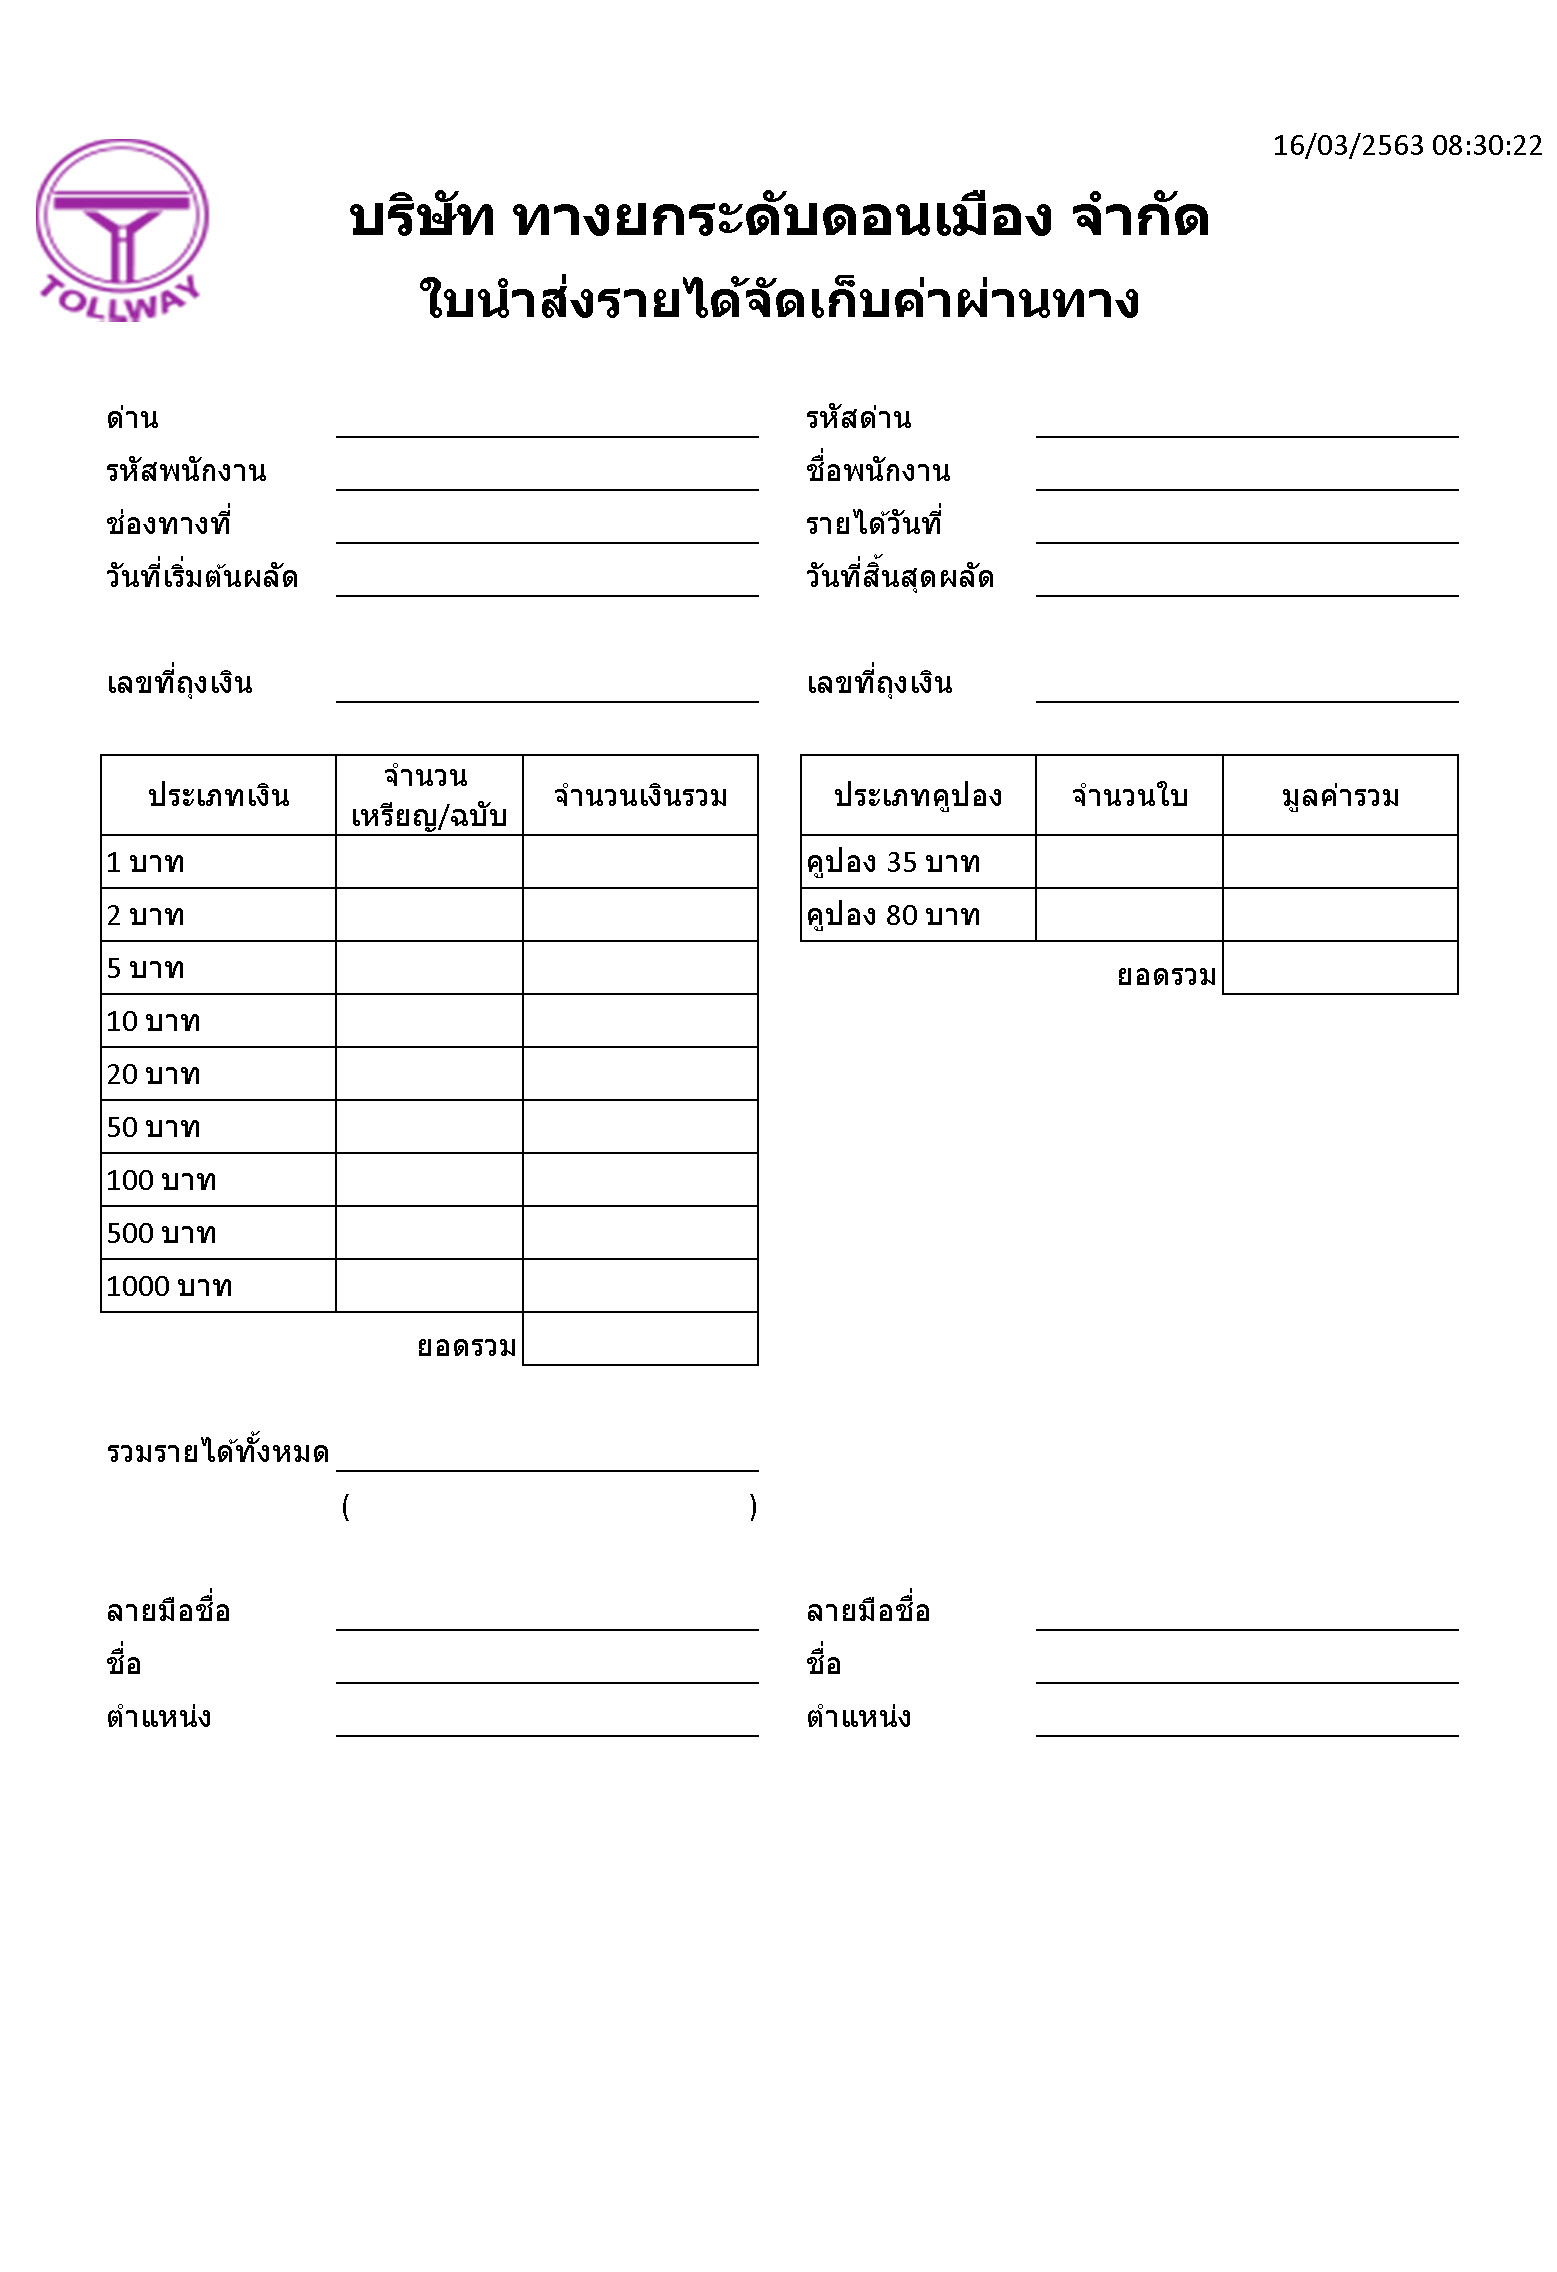 16/03/2563 08:30:22
TOLLWAY
บริษัท ทางยกระดับดอนเมือง จำกัด
ใบนำส่งรายได้จัดเก็บค่าผ่านทาง
ด่าน รหัสด่าน
รหัสพนักงาน ชื่อพนักงาน
ช่องทางที่ รายได้วันที่
วันที่เริ่มต้นผลัด วันที่สิ้นสุดผลัด
เลขที่ถุงเงิน เลขที่ถุงเงิน
ประเภทเงิน จำนวน เหรียญ/ฉบับ จำนวนเงินรวม ประเภทคูปอง จำนวนใบ มูลค่ารวม
1 บาท คูปอง 35 บาท
2 บาท คูปอง 80 บาท
5 บาท ยอดรวม
10 บาท
20 บาท
50 บาท
100 บาท
500 บาท
1000 บาท
ยอดรวม
รวมรายได้ทั้งหมด
( )
ลายมือชื่อ ลายมือชื่อ
ชื่อ ชื่อ
ตำแหน่ง ตำแหน่ง